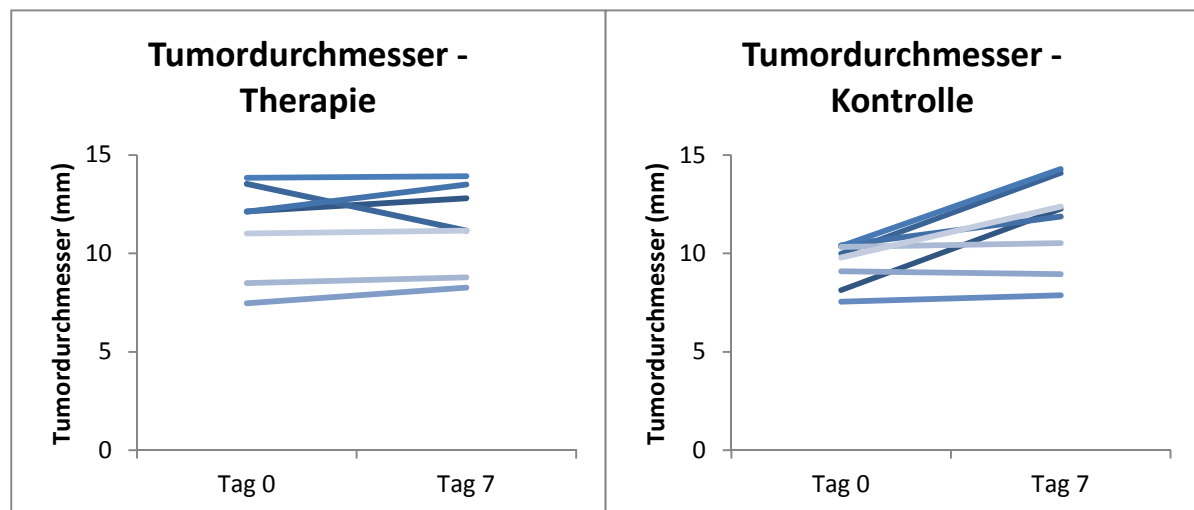 Tumordurchmesser -
Therapie
Tumordurchmesser (mm)
15
10
5
0
Tag 0
Tag 7
Tumordurchmesser -
Kontrolle
Tumordurchmesser (mm)
15
10
5
0
Tag 0
Tag 7